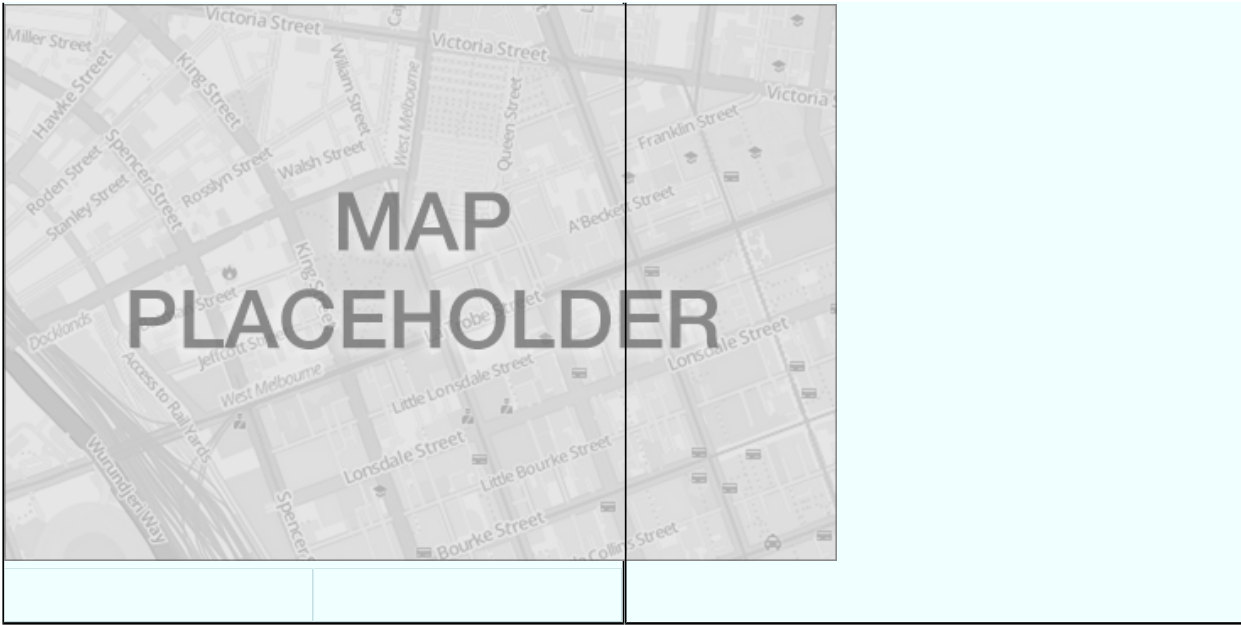 Victoria Street
Miller Street
Victoria Street
Hawke Street
King Street
William Street
West Melbourne
Queen Street
Victoria
Franklin Street
Spencer Street
Roden Street
Stanley Street
Rosslyn Street
Walsh Street
A'Beckett Street
MAP
King
PLACEHOLDER
Docklands
Jeffcott Street
Lonsdale Street
West Melbourne
Access to Rail Yards
Little Lonsdale Street
Lonsdale Street
Little Bourke Street
Wurundjeri Way
Spencer
Bourke Street
Collins Street